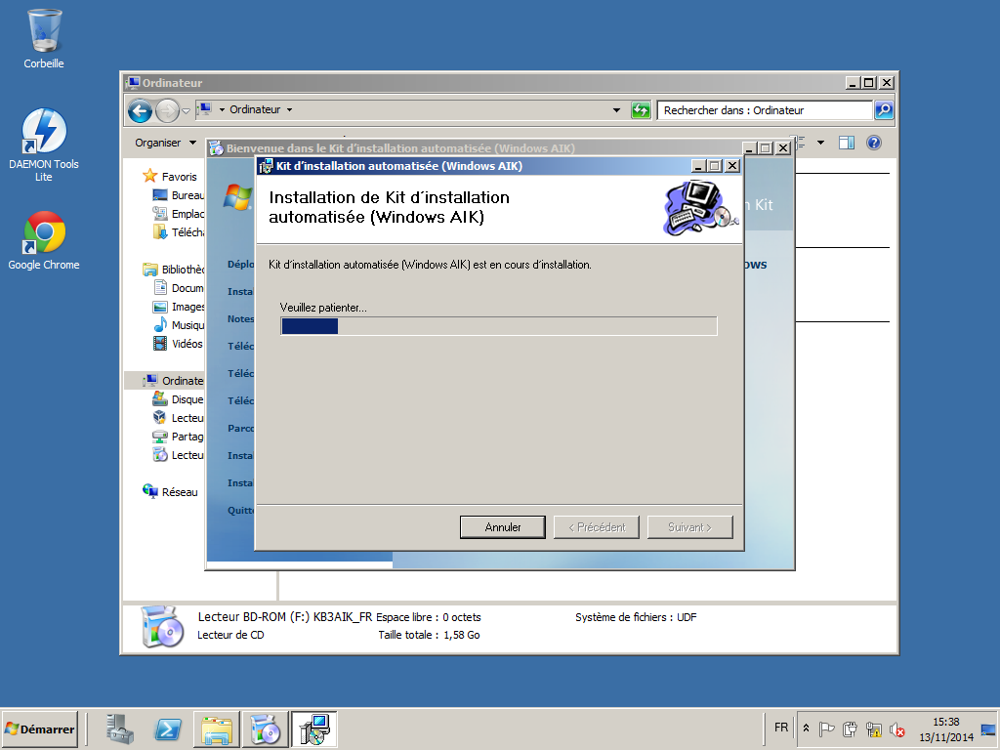 Corbeille
DAEMON Tools
Lite
Google Chrome
Ordinateur
Ordinateur
Rechercher dans : Ordinateur
Organiser
Bienvenue dans le Kit d'installation automatisée (Windows AIK)
Kit d'installation automatisée (Windows AIK)
Installation de Kit d'installation
automatisée (Windows AIK)
n Kit
Kit d'installation automatisée (Windows AIK) est en cours d'installation.
ows
Veuillez patienter...
Favoris
Bureau
Emplac
Téléch
Bibliothèc
Docum
Images
Musiqu
Vidéos
Ordinate
Disque
Lecteu
Partag
Lecteu
Réseau
Déplo
Insta
Notes
Téléc
Téléc
Téléc
Parco
Insta
Insta
Quitte
Annuler
< Précédent
Suivant >
Lecteur BD-ROM (F:) KB3AIK_FR Espace libre : 0 octets
Système de fichiers : UDF
Lecteur de CD
Taille totale : 1,58 Go
Démarrer
FR
15:38
13/11/2014